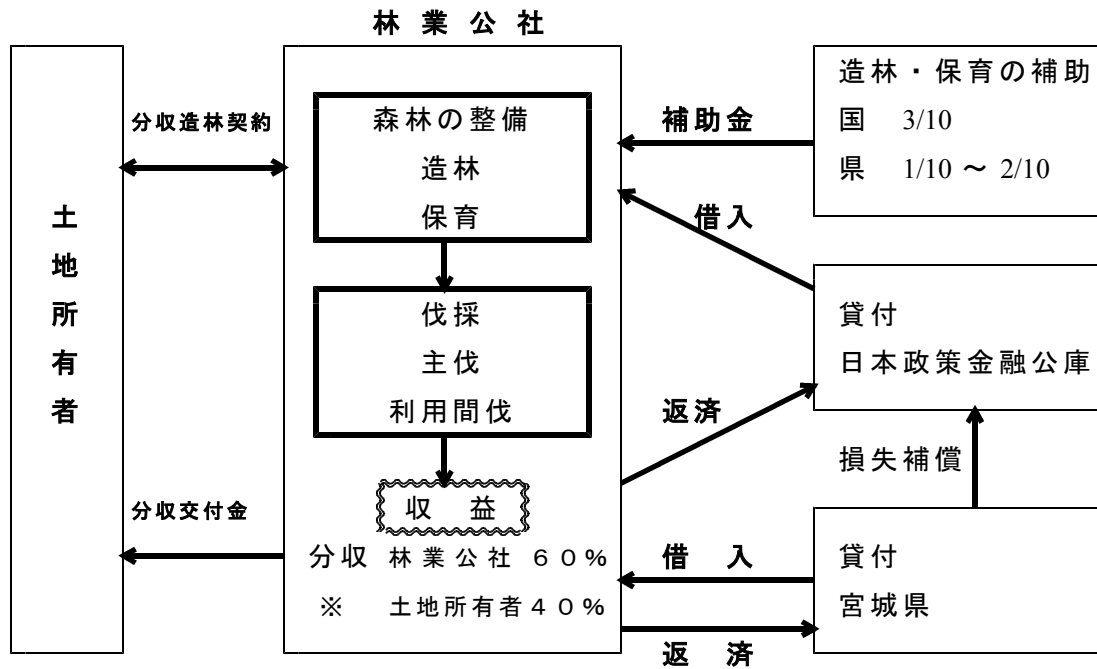 林業公社
土地所有者
分収造林契約
分収交付金
森林の整備
造林
保育
伐採
主伐
利用間伐
収　益
分収 林業公社 60%
※ 土地所有者40%
補助金
借入
返済
借　入
返　済
造林・保育の補助
国 3/10
県 1/10 ～ 2/10
貸付
日本政策金融公庫
損失補償
貸付
宮城県